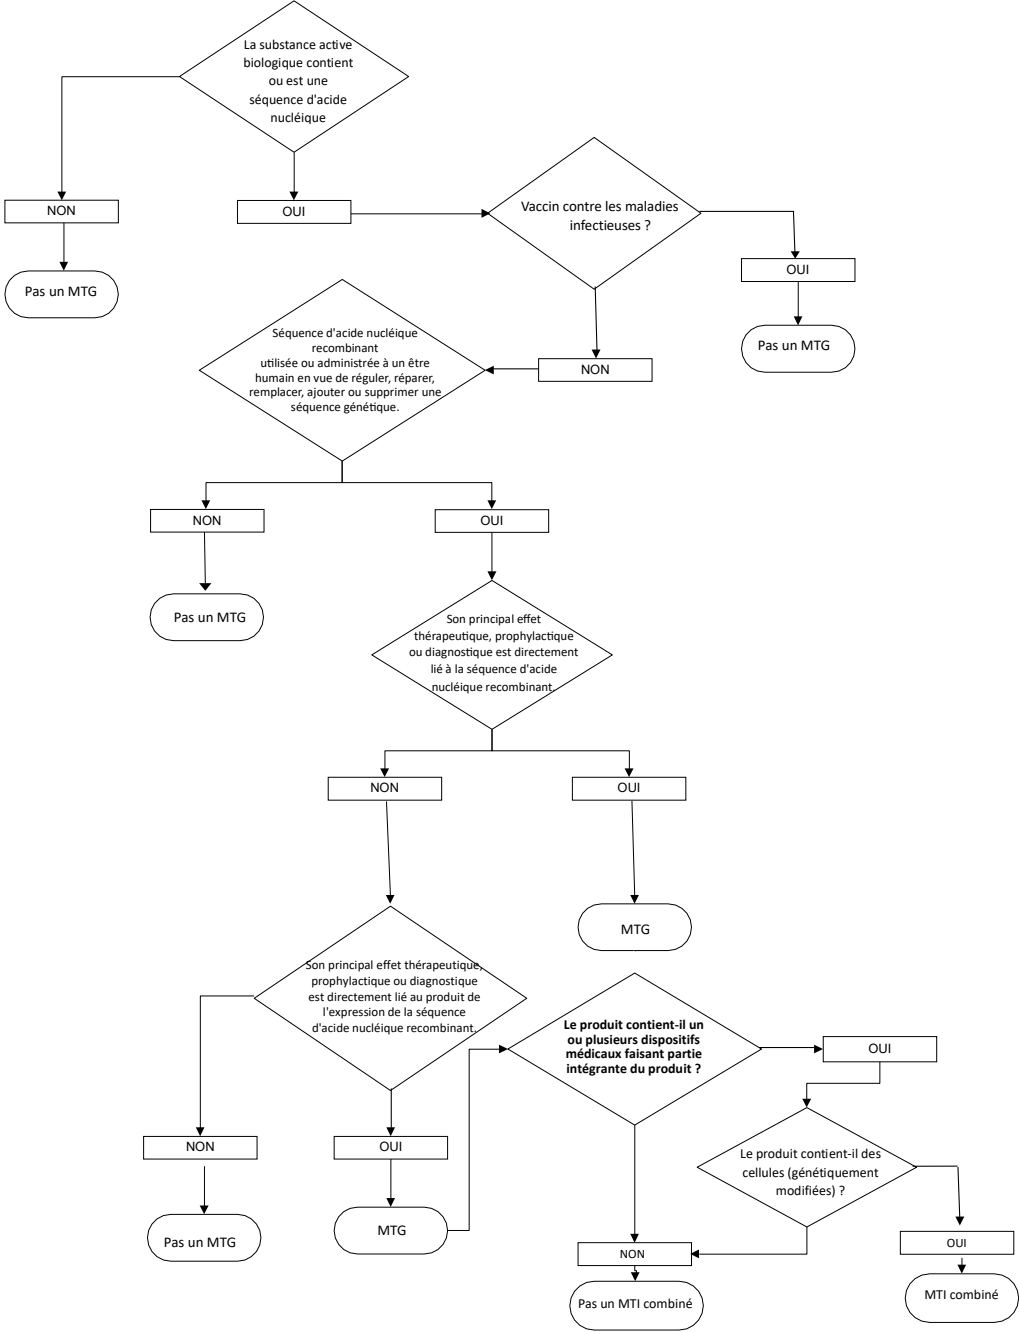 La substance active
biologique contient
ou est une
séquence d'acide
nucléique
NON
OUI
Vaccin contre les maladies
infectieuses ?
OUI
Pas un MTG
Pas un MTG
NON
Séquence d'acide nucléique
recombinant
utilisée ou administrée à un être
humain en vue de réguler, réparer,
remplacer, ajouter ou supprimer une
séquence génétique.
NON
OUI
Pas un MTG
Son principal effet
thérapeutique, prophylactique
ou diagnostique est directement
lié à la séquence d'acide
nucléique recombinant.
NON
OUI
MTG
Son principal effet thérapeutique,
prophylactique ou diagnostique
est directement lié au produit de
l'expression de la séquence
d'acide nucléique recombinant.
Le produit contient-il un
ou plusieurs dispositifs
médicaux faisant partie
intégrante du produit ?
OUI
NON
OUI
Le produit contient-il des
cellules (génétiquement
modifiées) ?
Pas un MTG
MTG
NON
OUI
Pas un MTI combiné
MTI combiné